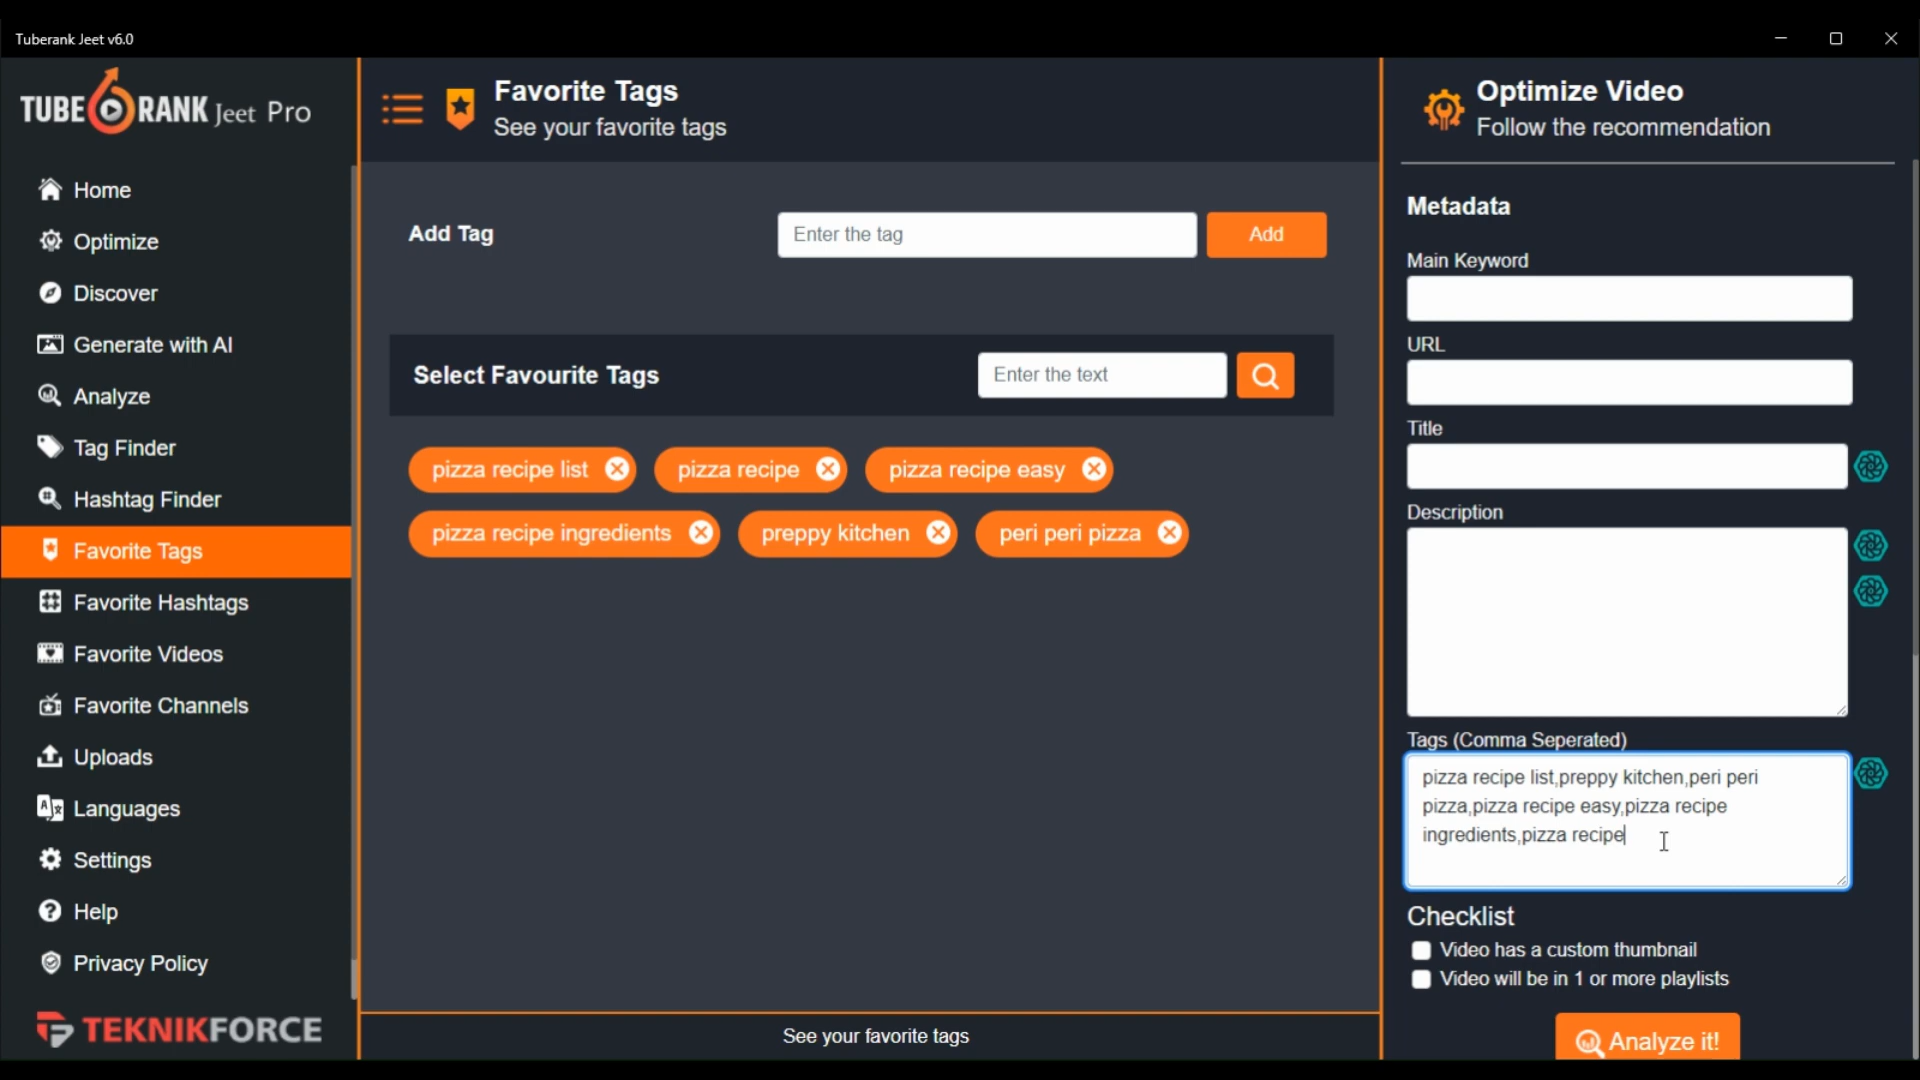 Tuberank Jeet v6.0
TUBE RANK Jeet Pro
Home
Optimize
Discover
Generate with AI
Analyze
Tag Finder
Hashtag Finder
Favorite Tags
Favorite Hashtags
Favorite Videos
Favorite Channels
Uploads
Languages
Settings
Help
Privacy Policy
TEKNIKFORCE
Favorite Tags
See your favorite tags
Add Tag
Enter the tag
Add
Select Favourite Tags
Enter the text
pizza recipe list
pizza recipe
pizza recipe easy
pizza recipe ingredients
preppy kitchen
peri peri pizza
See your favorite tags
Optimize Video
Follow the recommendation
Metadata
Main Keyword
URL
Title
Description
Tags (Comma Seperated)
pizza recipe list,preppy kitchen,peri peri
pizza,pizza recipe easy,pizza recipe
ingredients,pizza recipe
Checklist
Video has a custom thumbnail
Video will be in 1 or more playlists
Analyze it!